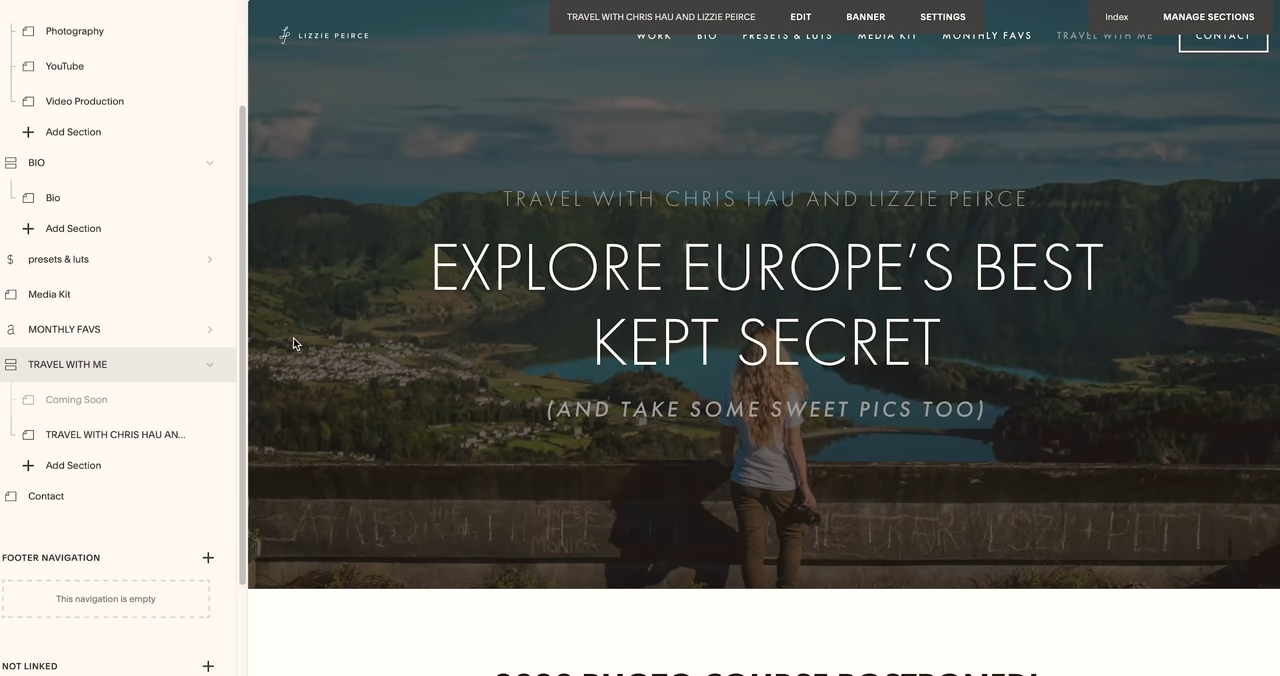 Photography
YouTube
Video Production
Add Section
BIO
Bio
Add Section
presets & luts
Media Kit
MONTHLY FAVS
TRAVEL WITH ME
Coming Soon
TRAVEL WITH CHRIS HAU AN...
Add Section
Contact
FOOTER NAVIGATION
This navigation is empty
NOT LINKED
TRAVEL WITH CHRIS HAU AND LIZZIE PEIRCE EDIT BANNER SETTINGS
Index MANAGE SECTIONS
LIZZIE PEIRCE
WORK BIO PRESETS & LUTS MEDIA KIT MONTHLY FAVS TRAVEL WITH ME CONTACT
TRAVEL WITH CHRIS HAU AND LIZZIE PEIRCE
EXPLORE EUROPE’S BEST
KEPT SECRET
(AND TAKE SOME SWEET PICS TOO)
2020 PHOTO COURSE POSTPONED!